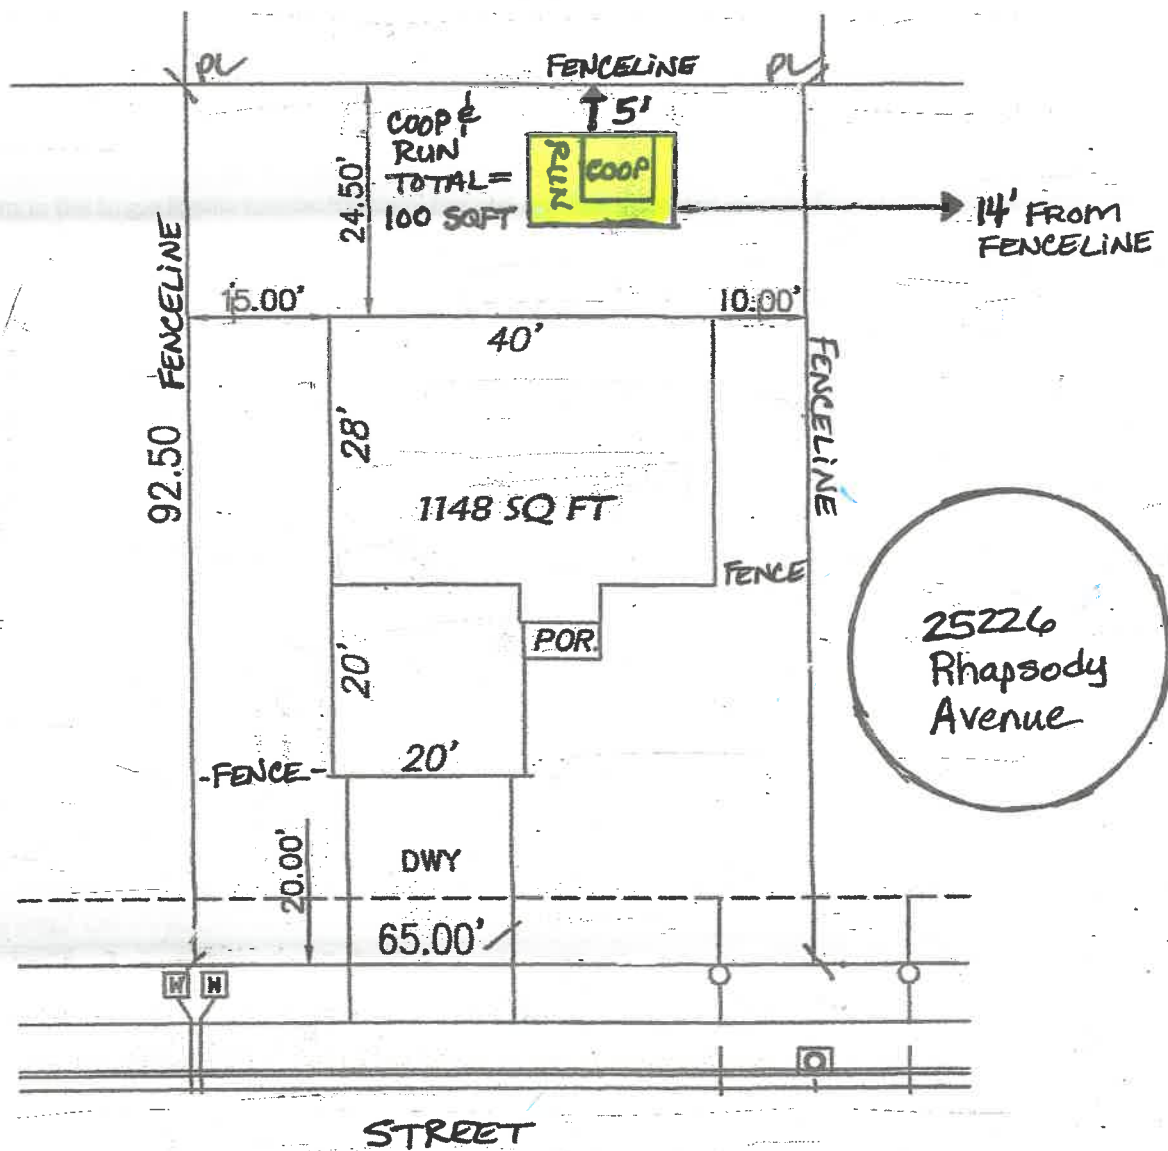 PL
FENCELINE
PL
5'
COOP &
RUN
TOTAL=
100 SQFT
24.50'
RUN
COOP
14' FROM
FENCELINE
FENCELINE
15.00'
10.00'
40'
FENCELINE
28'
92.50
1148 SQ FT
FENCE
POR.
25226
Rhapsody
Avenue
20'
20'
-FENCE-
20.00'
DWY
65.00'
W
W
STREET